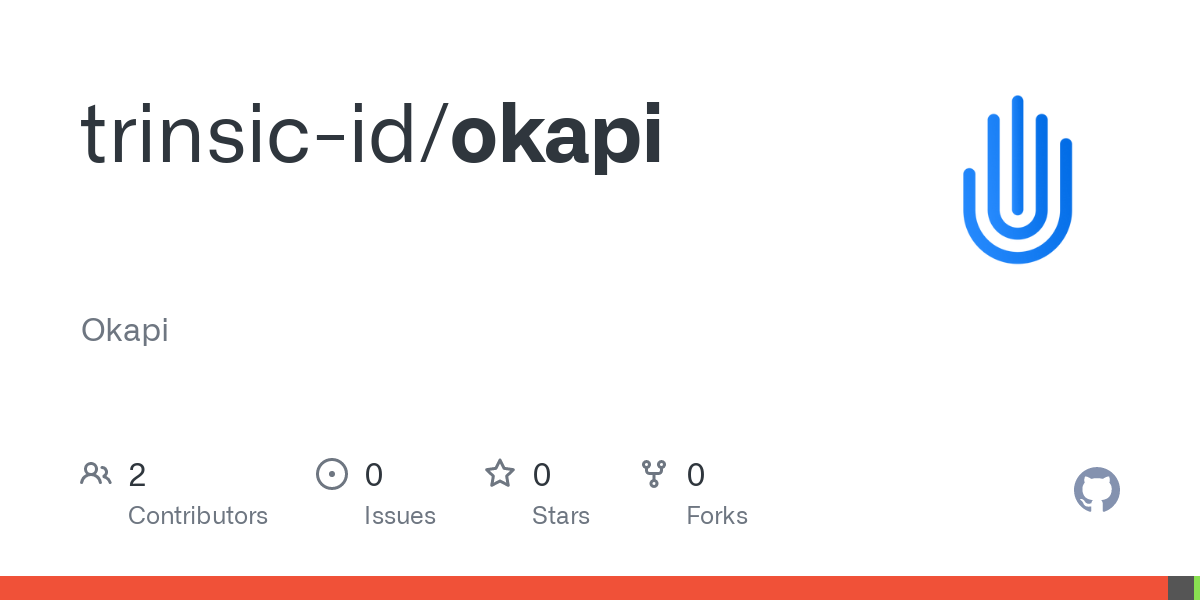 trinsic-id/okapi
Okapi
2 0 0 0
Contributors Issues Stars Forks